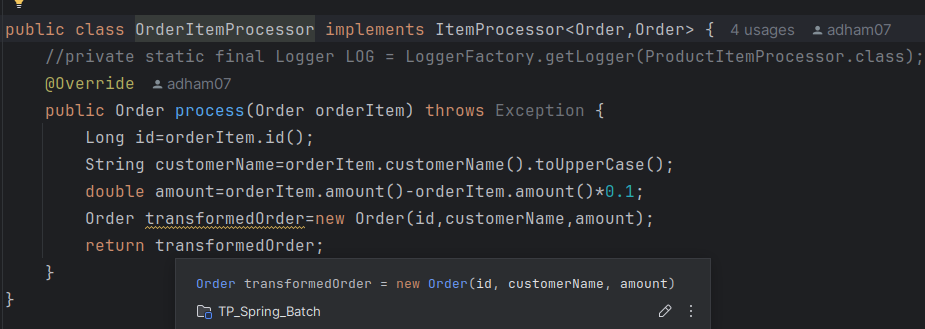 public class OrderItemProcessor implements ItemProcessor<Order,Order> { 4 usages adham07
//private static final Logger LOG = LoggerFactory.getLogger(ProductItemProcessor.class);
@Override adham07
public Order process(Order orderItem) throws Exception {
Long id=orderItem.id();
String customerName=orderItem.customerName().toUpperCase();
double amount=orderItem.amount()-orderItem.amount()*0.1;
Order transformedOrder=new Order(id,customerName,amount);
return transformedOrder;
}
Order transformedOrder = new Order(id, customerName, amount)
}
TP_Spring_Batch